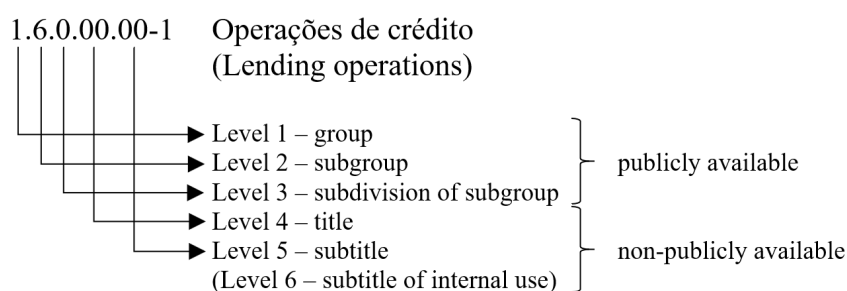 1.6.0.00.00-1 Operações de crédito
(Lending operations)
Level 1 – group
Level 2 – subgroup
publicly available
Level 3 – subdivision of subgroup
Level 4 – title
Level 5 – subtitle
non-publicly available
(Level 6 – subtitle of internal use)